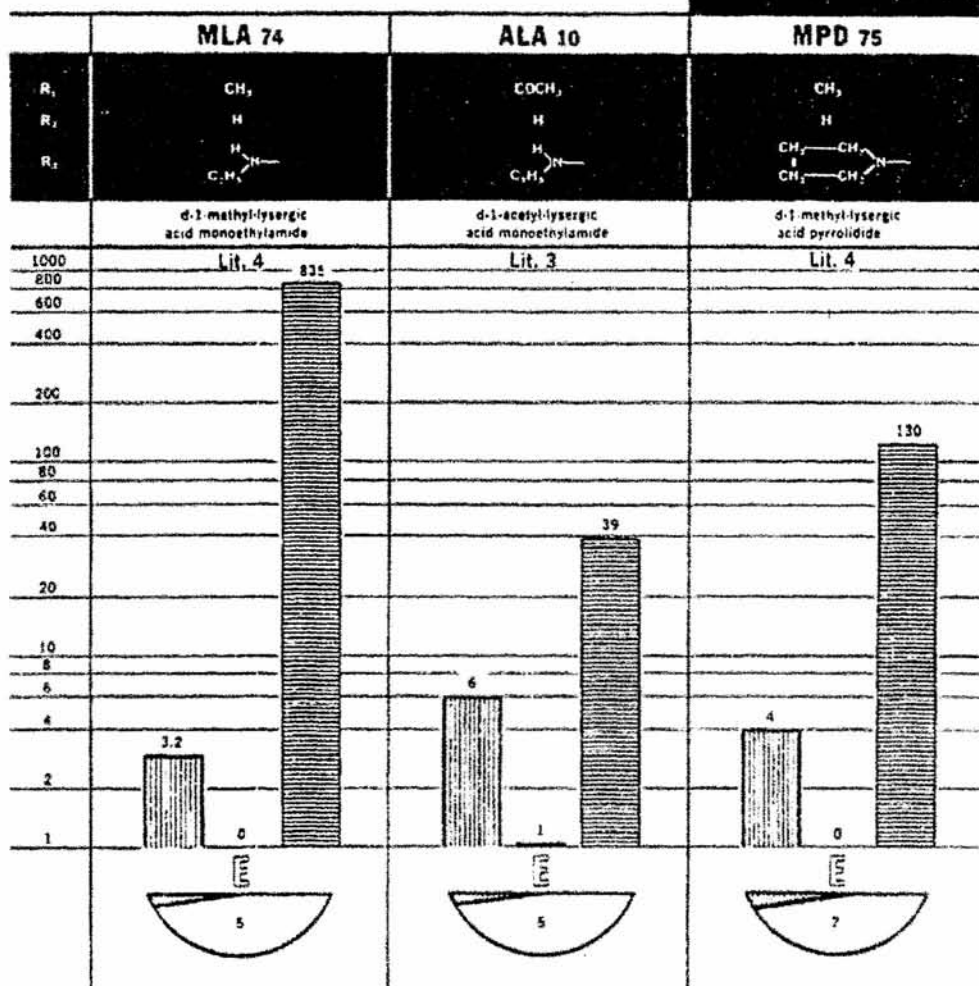 MLA 74 ALA 10 MPD 75
R₁ CH₃ COCH₃ CH₃
R₂ H H H
R₃ H N— C₂H₅ H N— C₂H₅ CH₂—CH₂ N— CH₂—CH₂
d-1-methyl-lysergic d-1-acetyl-lysergic d-1-methyl-lysergic
acid monoethylamide acid monoethylamide acid pyrrolidide
Lit. 4 Lit. 3 Lit. 4
1000
835
800
600
400
200
130
100
80
60
40
39
20
10
8
6
6
4
4
3.2
2
1
0 1 0
E E E
5 5 7